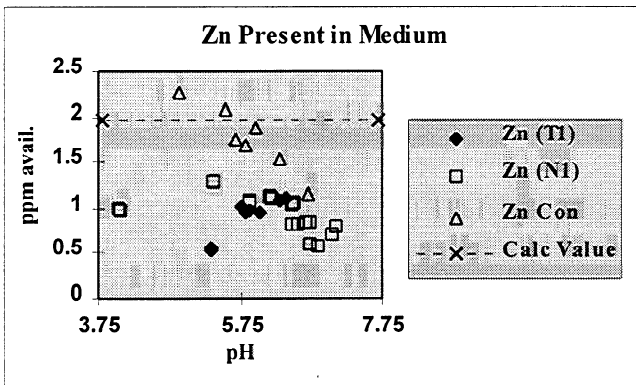 Zn Present in Medium
ppm avail.
2.5
2
1.5
1
0.5
0
3.75 5.75 7.75
pH
Zn (T1)
Zn (N1)
Zn Con
Calc Value